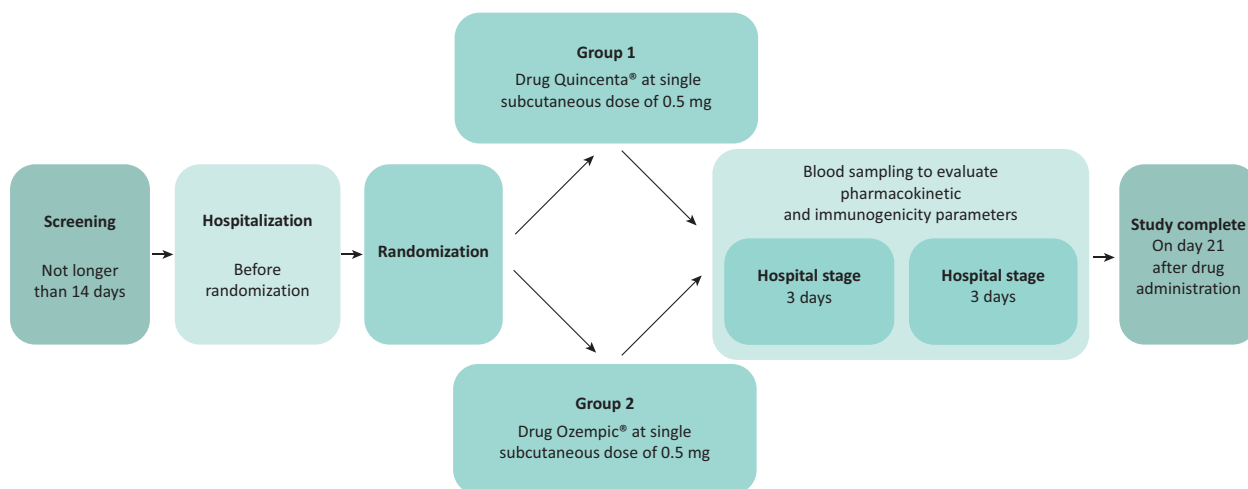 Group 1
Drug Quincenta® at single
subcutaneous dose of 0.5 mg
Screening
Not longer
than 14 days
Hospitalization
Before
randomization
Randomization
Blood sampling to evaluate
pharmacokinetic
and immunogenicity parameters
Hospital stage
3 days
Hospital stage
3 days
Study complete
On day 21
after drug
administration
Group 2
Drug Ozempic® at single
subcutaneous dose of 0.5 mg